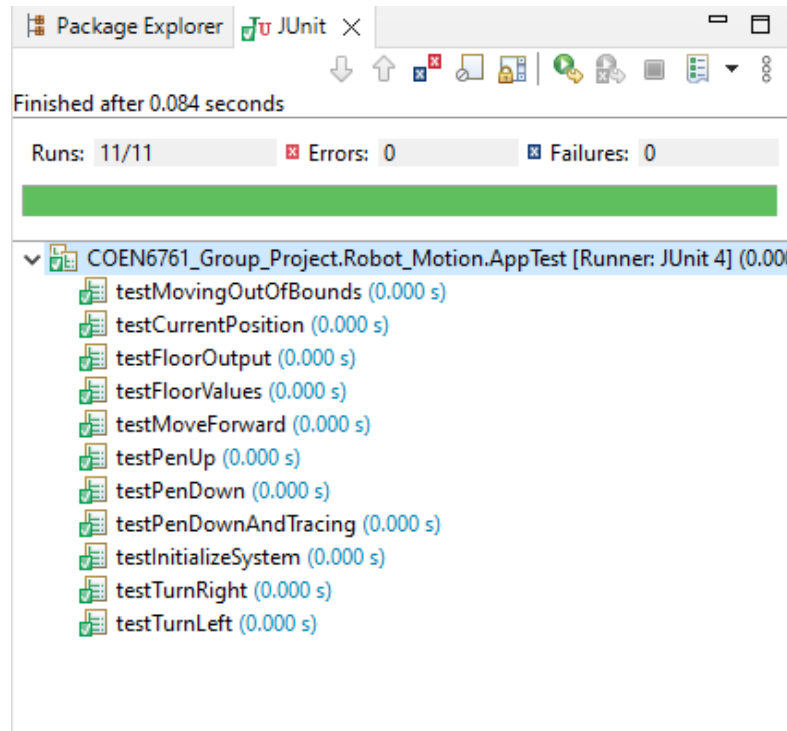 Package Explorer JUnit
Finished after 0.084 seconds
Runs: 11/11 Errors: 0 Failures: 0
COEN6761_Group_Project.Robot_Motion.AppTest [Runner: JUnit 4] (0.00
testMovingOutOfBounds (0.000 s)
testCurrentPosition (0.000 s)
testFloorOutput (0.000 s)
testFloorValues (0.000 s)
testMoveForward (0.000 s)
testPenUp (0.000 s)
testPenDown (0.000 s)
testPenDownAndTracing (0.000 s)
testInitializeSystem (0.000 s)
testTurnRight (0.000 s)
testTurnLeft (0.000 s)